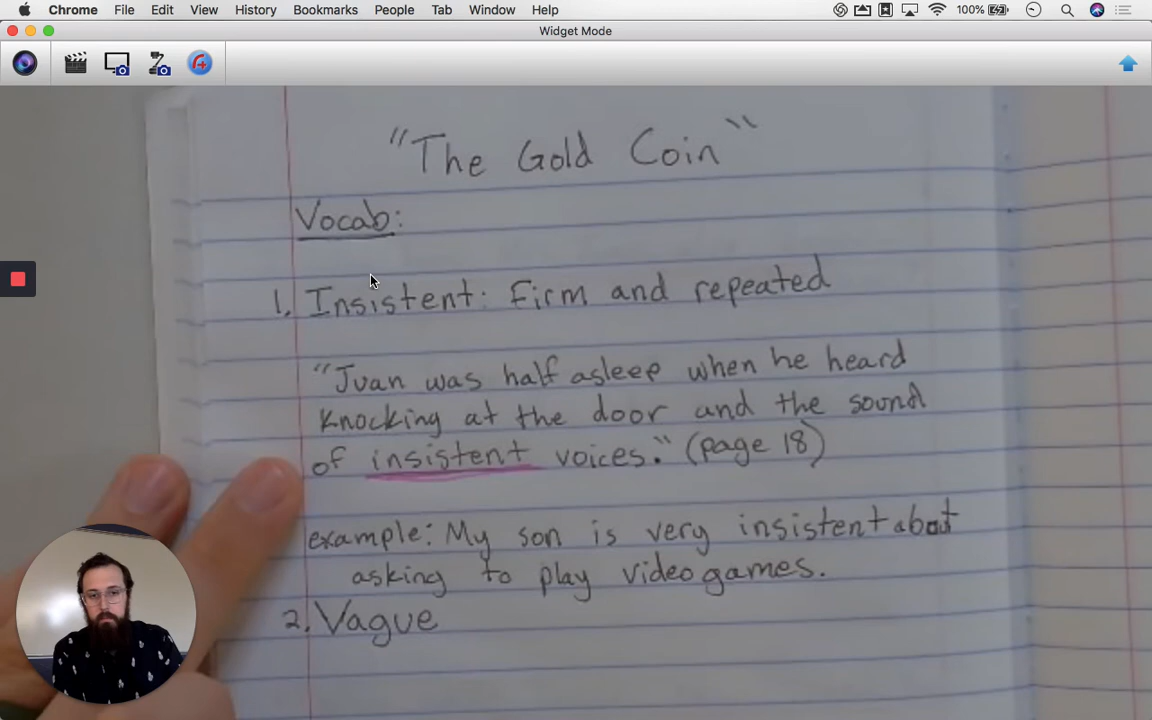 Chrome File Edit View History Bookmarks People Tab Window Help 100%
Widget Mode
"The Gold Coin"
Vocab:
1. Insistent: Firm and repeated
"Juan was half asleep when he heard
knocking at the door and the sound
of insistent voices." (page 18)
example: My son is very insistent about
asking to play videogames.
2. Vague